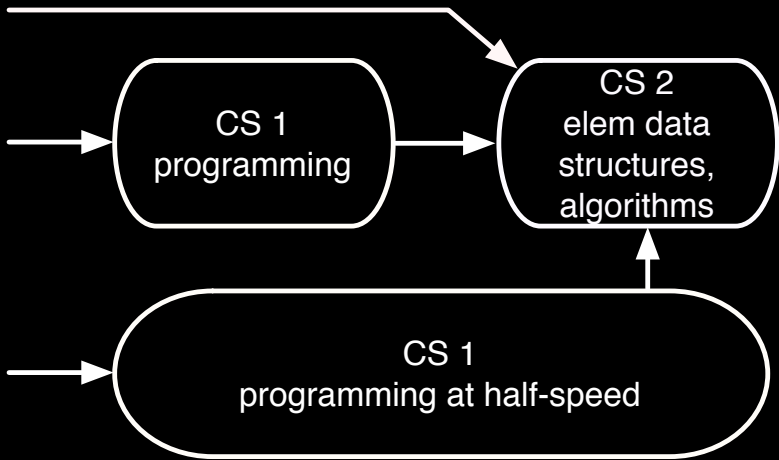 CS 1
programming
CS 2
elem data
structures,
algorithms
CS 1
programming at half-speed